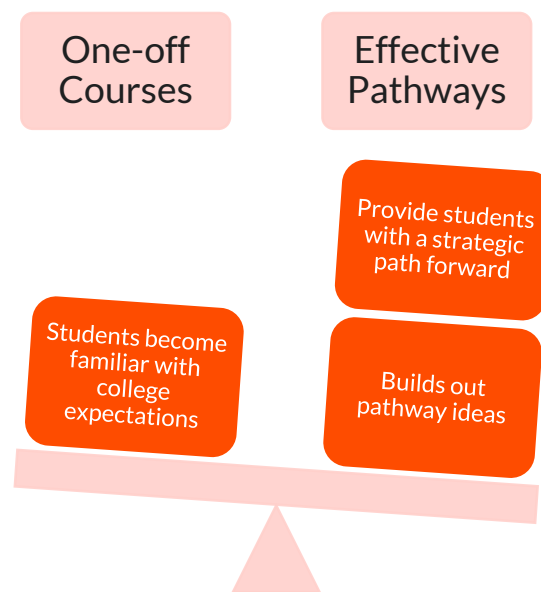 One-off
Courses
Effective
Pathways
Provide students
with a strategic
path forward
Students become
familiar with
college
expectations
Builds out
pathway ideas